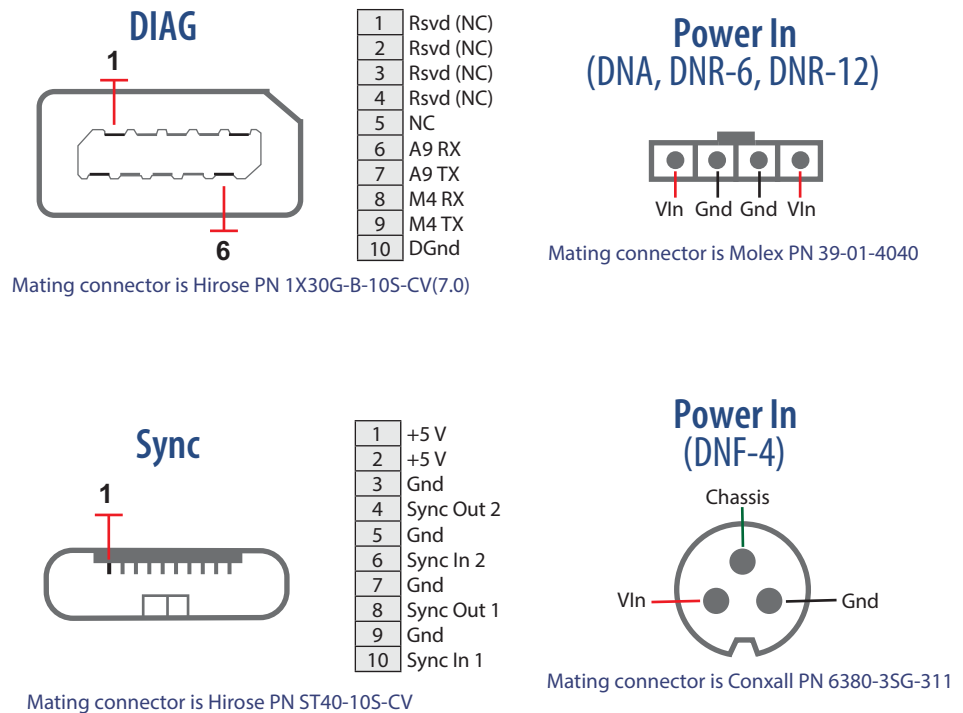 DIAG
1
6
1 Rsvd (NC)
2 Rsvd (NC)
3 Rsvd (NC)
4 Rsvd (NC)
5 NC
6 A9 RX
7 A9 TX
8 M4 RX
9 M4 TX
10 DGnd
Mating connector is Hirose PN 1X30G-B-10S-CV(7.0)
Power In
(DNA, DNR-6, DNR-12)
VIn Gnd Gnd VIn
Mating connector is Molex PN 39-01-4040
Sync
1
1 +5 V
2 +5 V
3 Gnd
4 Sync Out 2
5 Gnd
6 Sync In 2
7 Gnd
8 Sync Out 1
9 Gnd
10 Sync In 1
Mating connector is Hirose PN ST40-10S-CV
Power In
(DNF-4)
Chassis
VIn Gnd
Mating connector is Conxall PN 6380-3SG-311